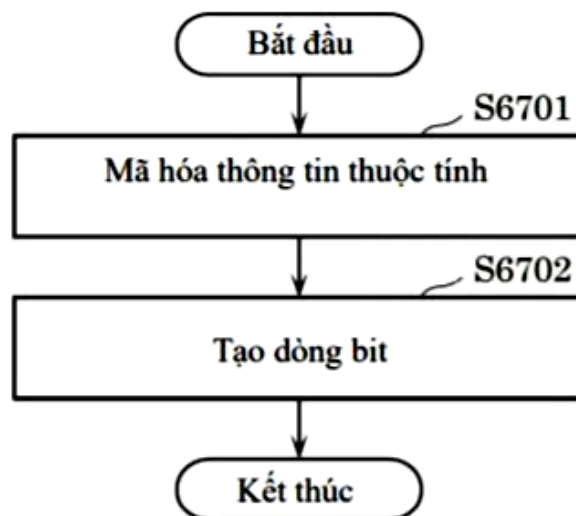 Bắt đầu
S6701
Mã hóa thông tin thuộc tính
S6702
Tạo dòng bit
Kết thúc